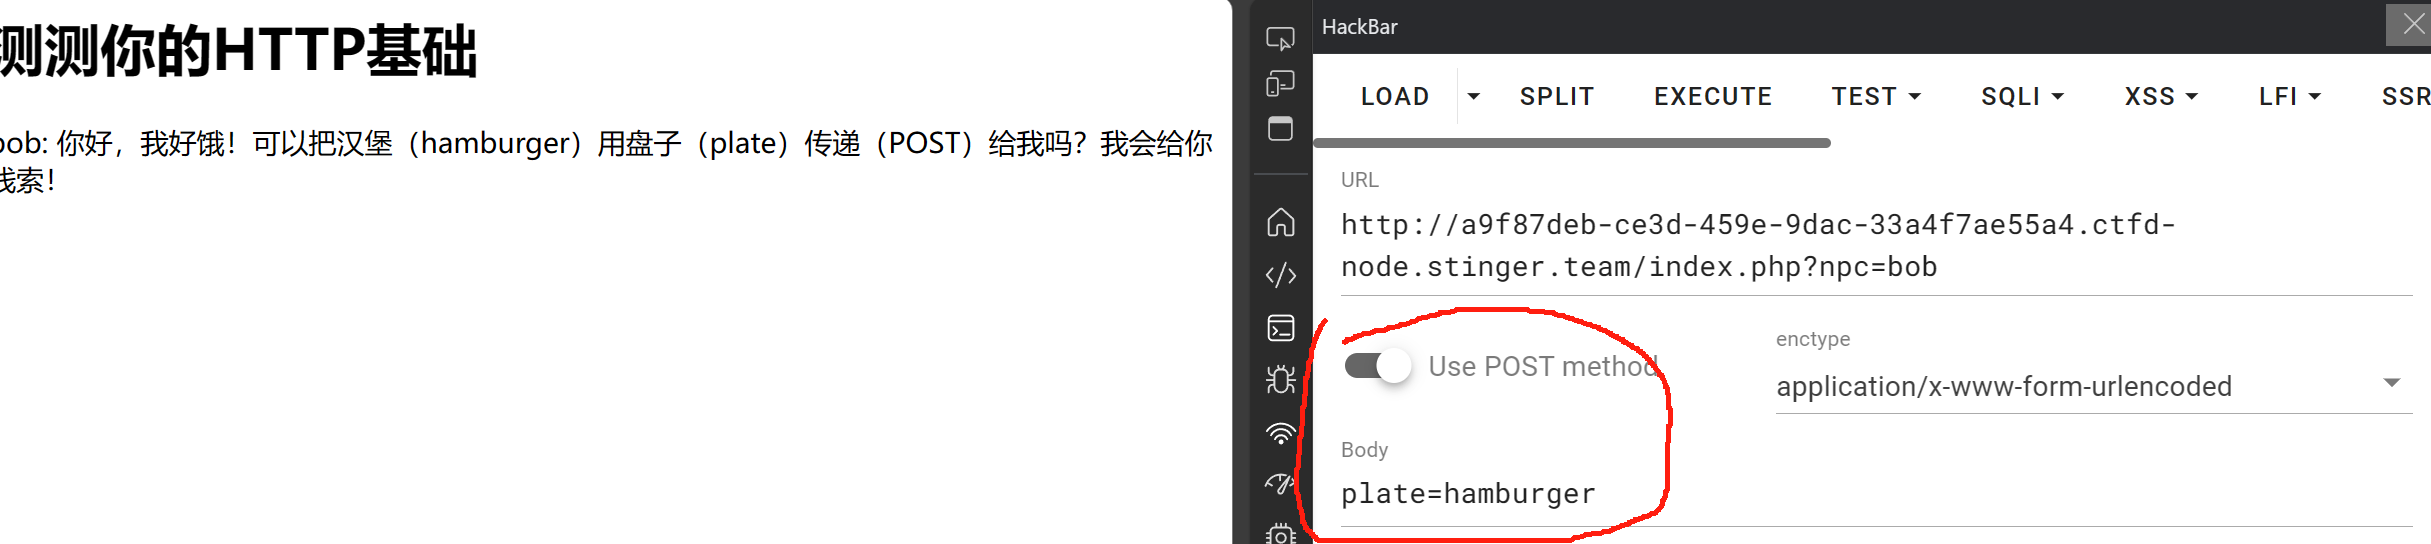 测测你的HTTP基础
bob: 你好，我好饿！可以把汉堡（hamburger）用盘子（plate）传递（POST）给我吗？我会给你
线索！
HackBar
LOAD SPLIT EXECUTE TEST SQLI XSS LFI SSR
URL
http://a9f87deb-ce3d-459e-9dac-33a4f7ae55a4.ctfd-
node.stinger.team/index.php?npc=bob
Use POST method
enctype
application/x-www-form-urlencoded
Body
plate=hamburger